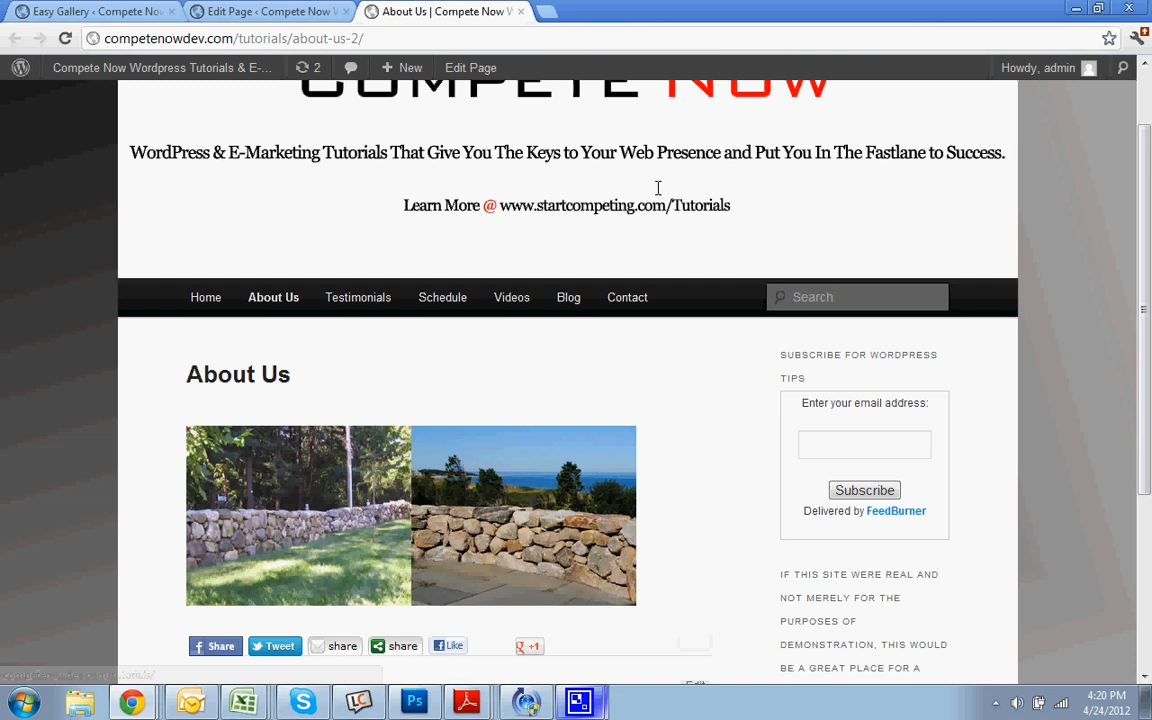 Easy Gallery ‹ Compete Nov
Edit Page ‹ Compete Now
About Us | Compete Now W
competenowdev.com/tutorials/about-us-2/
Compete Now Wordpress Tutorials & E-...
2
New
Edit Page
Howdy, admin
COMPETE NOW
WordPress & E-Marketing Tutorials That Give You The Keys to Your Web Presence and Put You In The Fastlane to Success.
Learn More @ www.startcompeting.com/Tutorials
Home
About Us
Testimonials
Schedule
Videos
Blog
Contact
Search
About Us
SUBSCRIBE FOR WORDPRESS
TIPS
Enter your email address:
Subscribe
Delivered by FeedBurner
IF THIS SITE WERE REAL AND
NOT MERELY FOR THE
PURPOSES OF
DEMONSTRATION, THIS WOULD
BE A GREAT PLACE FOR A
Share
Tweet
share
share
Like
+1
Edit
4:20 PM
4/24/2012